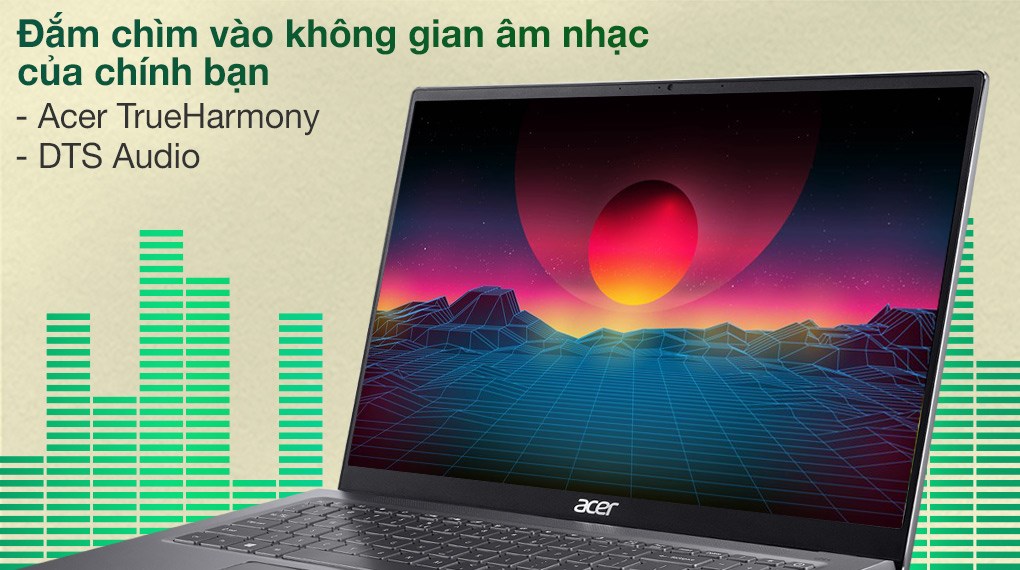 Đắm chìm vào không gian âm nhạc
của chính bạn
- Acer TrueHarmony
- DTS Audio
acer